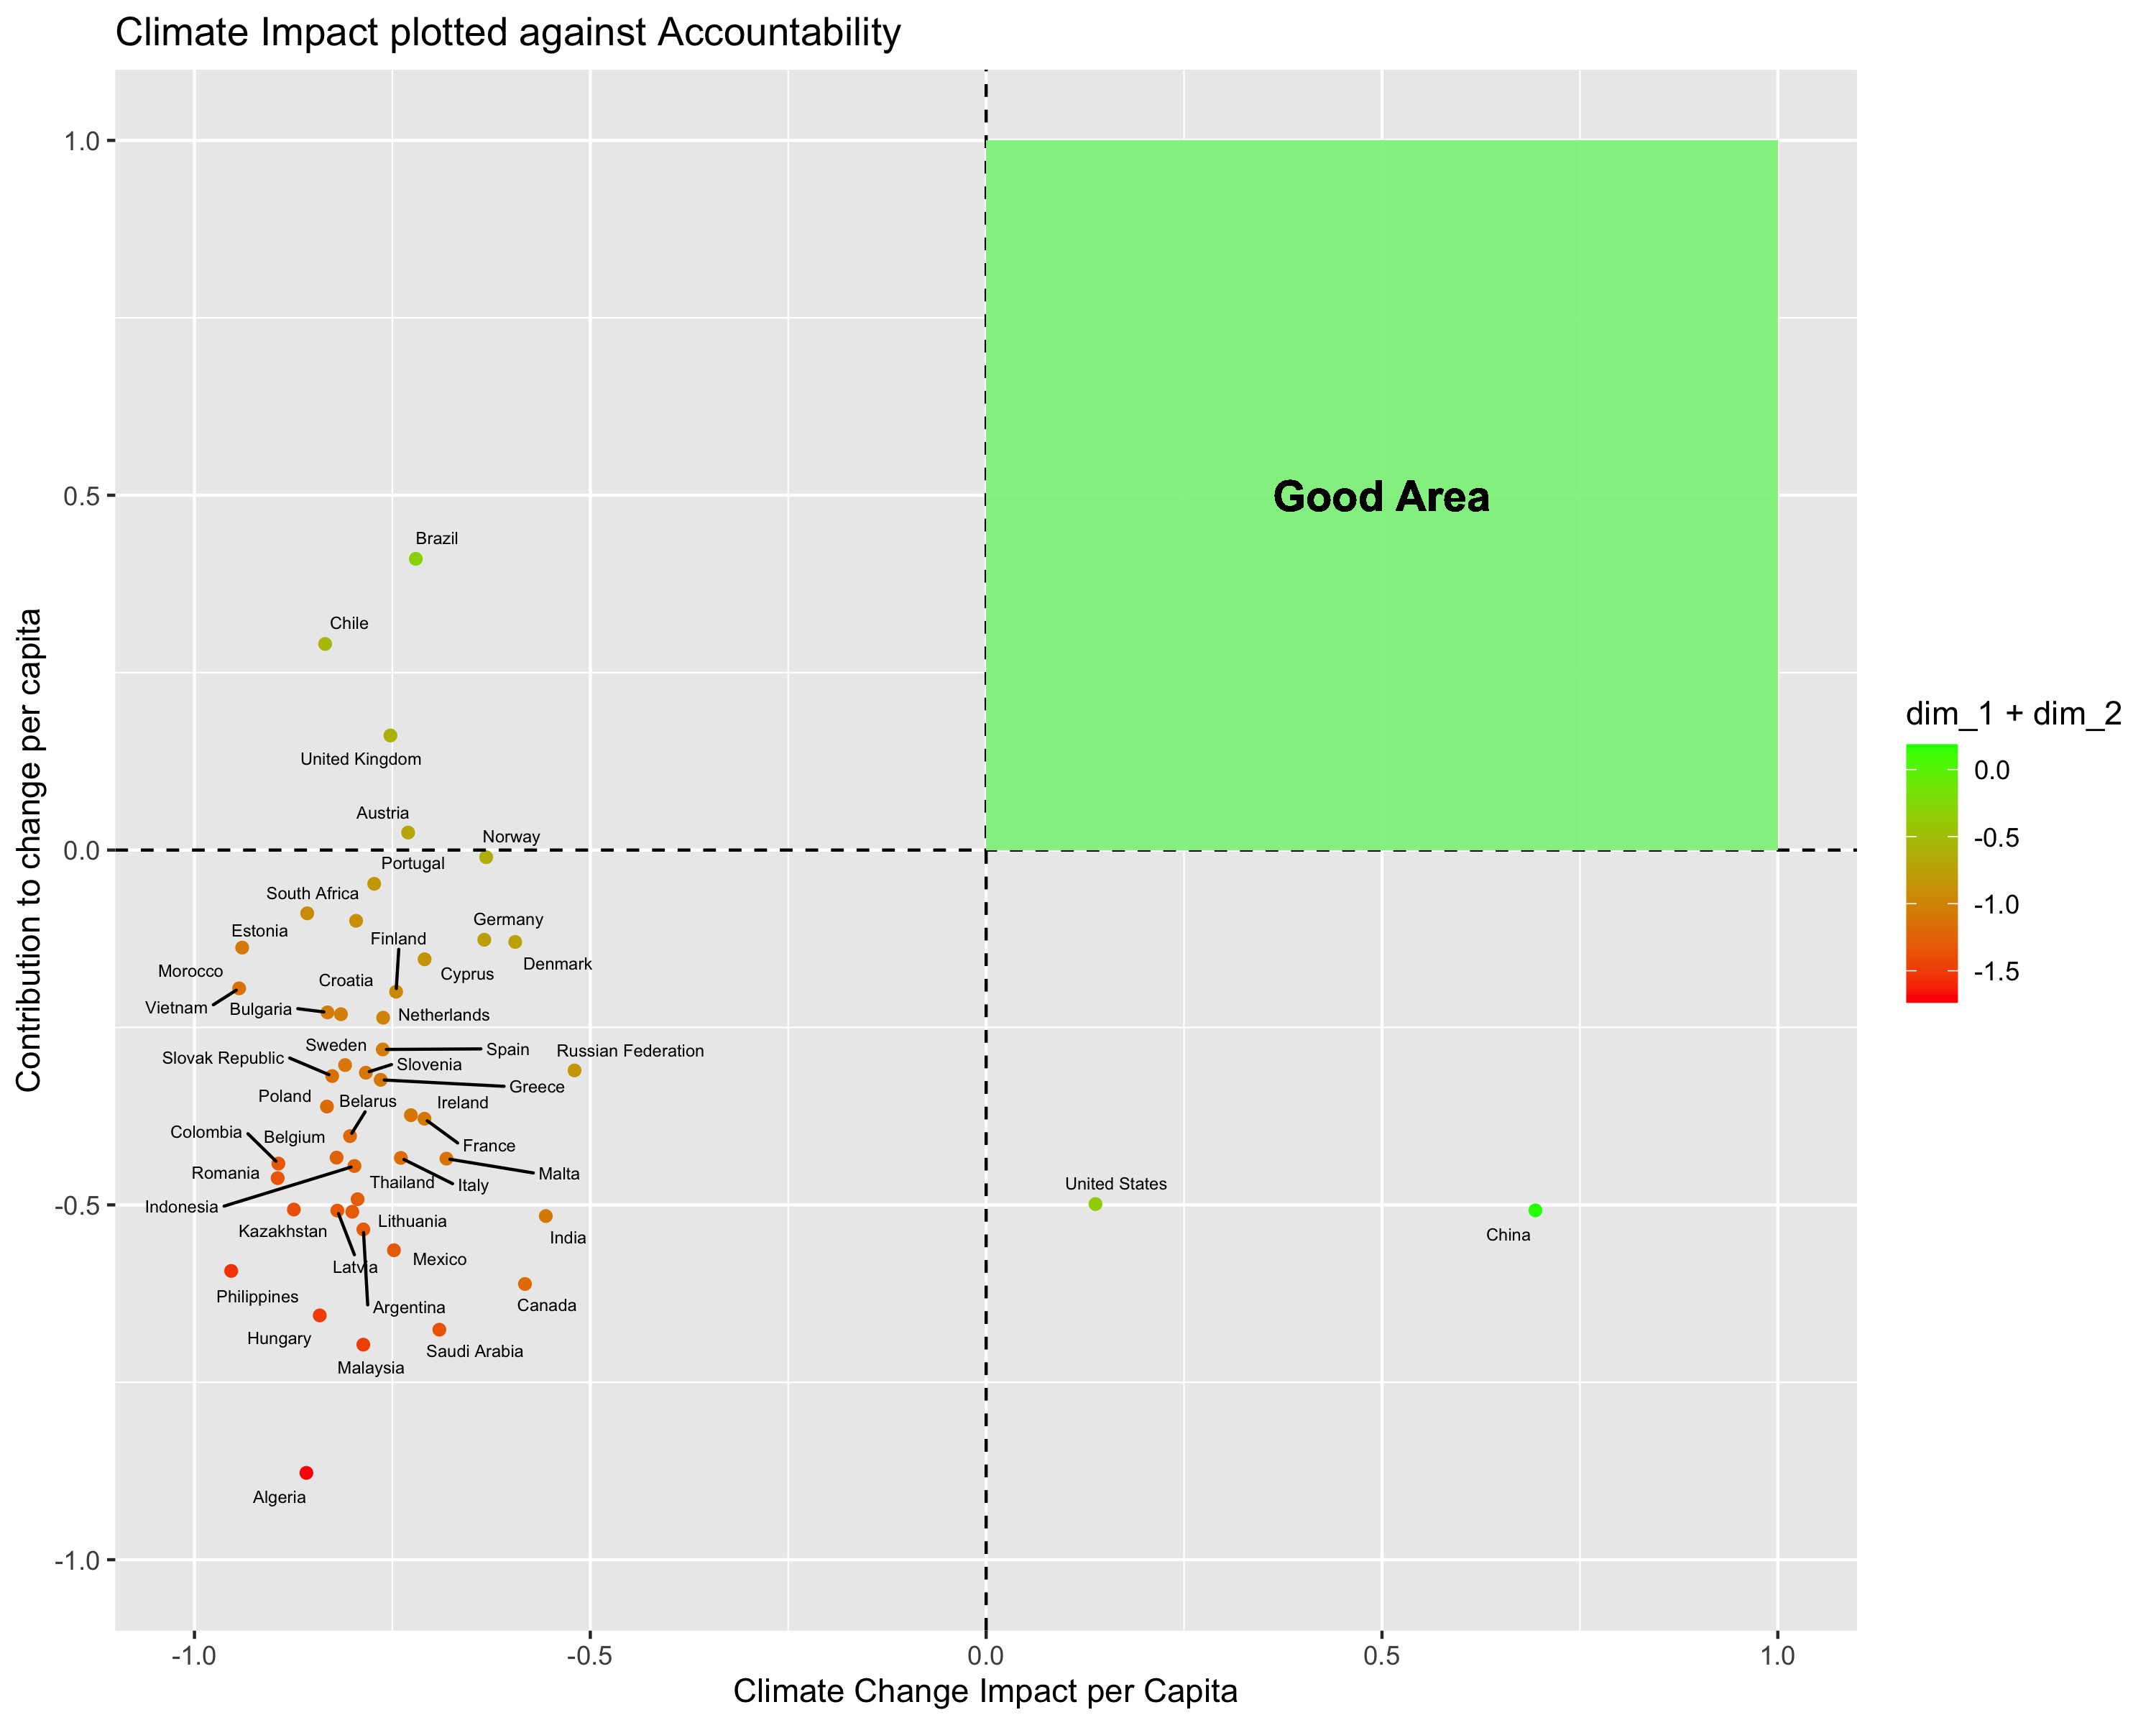 Climate Impact plotted against Accountability
Contribution to change per capita
1.0
0.5
0.0
-0.5
-1.0
Good Area
Brazil
Chile
United Kingdom
Austria
Norway
Portugal
South Africa
Germany
Estonia
Finland
Denmark
Morocco
Cyprus
Croatia
Vietnam
Bulgaria
Netherlands
Sweden
Spain
Russian Federation
Slovak Republic
Slovenia
Greece
Poland
Belarus
Ireland
Colombia
Belgium
France
Romania
Malta
Thailand
Italy
United States
Indonesia
Lithuania
Kazakhstan
India
China
Mexico
Latvia
Philippines
Argentina
Canada
Hungary
Saudi Arabia
Malaysia
Algeria
-1.0
-0.5
0.0
0.5
1.0
Climate Change Impact per Capita
dim_1 + dim_2
0.0
-0.5
-1.0
-1.5